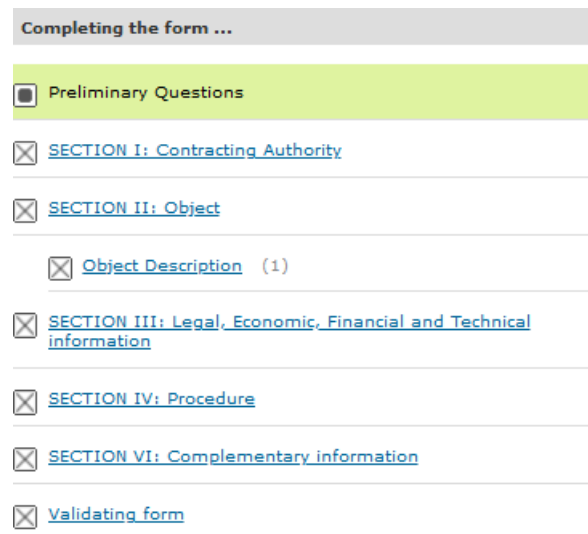 Completing the form ...
Preliminary Questions
SECTION I: Contracting Authority
SECTION II: Object
Object Description (1)
SECTION III: Legal, Economic, Financial and Technical
information
SECTION IV: Procedure
SECTION VI: Complementary information
Validating form